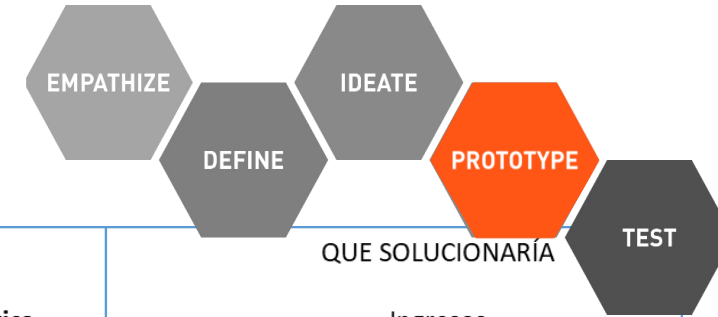 EMPATHIZE
IDEATE
DEFINE
PROTOTYPE
TEST
QUE SOLUCIONARÍA